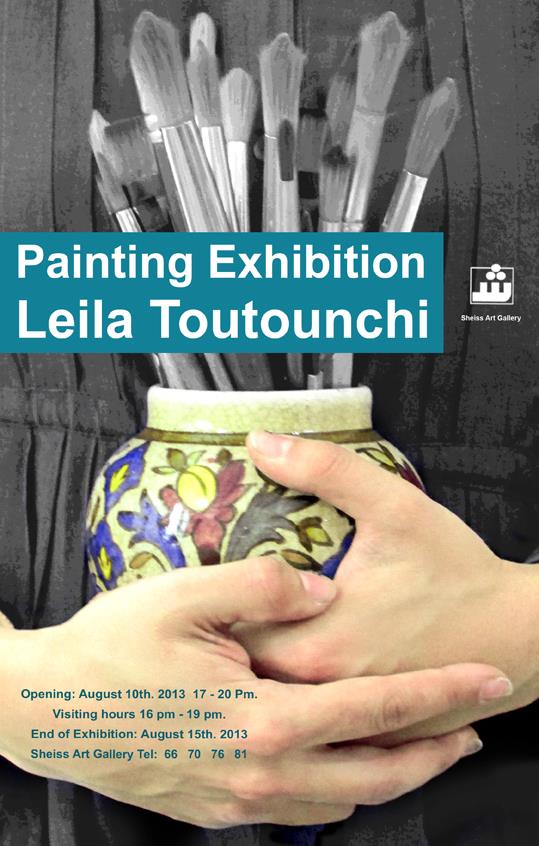 Painting Exhibition
Leila Toutounchi
Sheiss Art Gallery
Opening: August 10th. 2013 17 - 20 Pm.
Visiting hours 16 pm - 19 pm.
End of Exhibition: August 15th. 2013
Sheiss Art Gallery Tel: 66 70 76 81